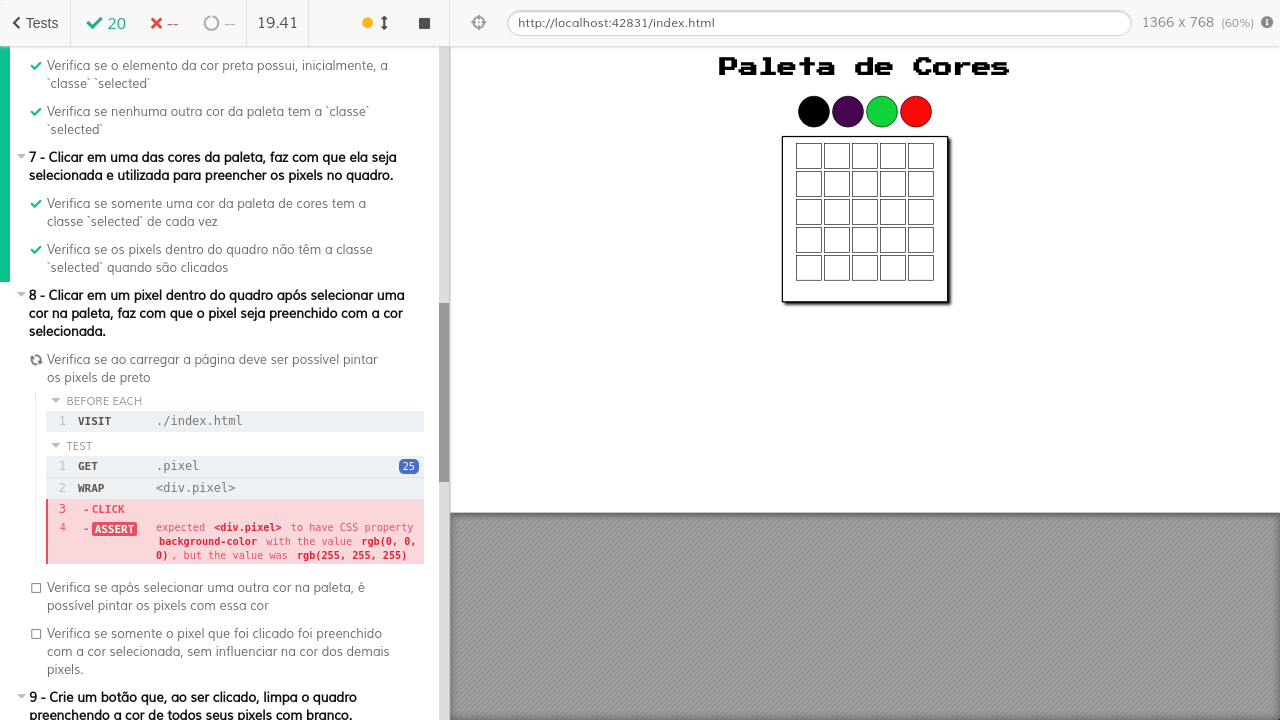 Tests 20 -- -- 19.41
Verifica se o elemento da cor preta possui, inicialmente, a
`classe` `selected`
Verifica se nenhuma outra cor da paleta tem a `classe`
`selected`
7 - Clicar em uma das cores da paleta, faz com que ela seja
selecionada e utilizada para preencher os pixels no quadro.
Verifica se somente uma cor da paleta de cores tem a
classe `selected` de cada vez
Verifica se os pixels dentro do quadro não têm a classe
`selected` quando são clicados
8 - Clicar em um pixel dentro do quadro após selecionar uma
cor na paleta, faz com que o pixel seja preenchido com a cor
selecionada.
Verifica se ao carregar a página deve ser possível pintar
os pixels de preto
BEFORE EACH
1 VISIT ./index.html
TEST
1 GET .pixel 25
2 WRAP <div.pixel>
3 - CLICK
4 - ASSERT expected <div.pixel> to have CSS property
background-color with the value rgb(0, 0,
0), but the value was rgb(255, 255, 255)
Verifica se após selecionar uma outra cor na paleta, é
possível pintar os pixels com essa cor
Verifica se somente o pixel que foi clicado foi preenchido
com a cor selecionada, sem influenciar na cor dos demais
pixels.
9 - Crie um botão que, ao ser clicado, limpa o quadro
preenchendo a cor de todos seus pixels com branco.
http://localhost:42831/index.html
1366 x 768 (60%)
Paleta de Cores